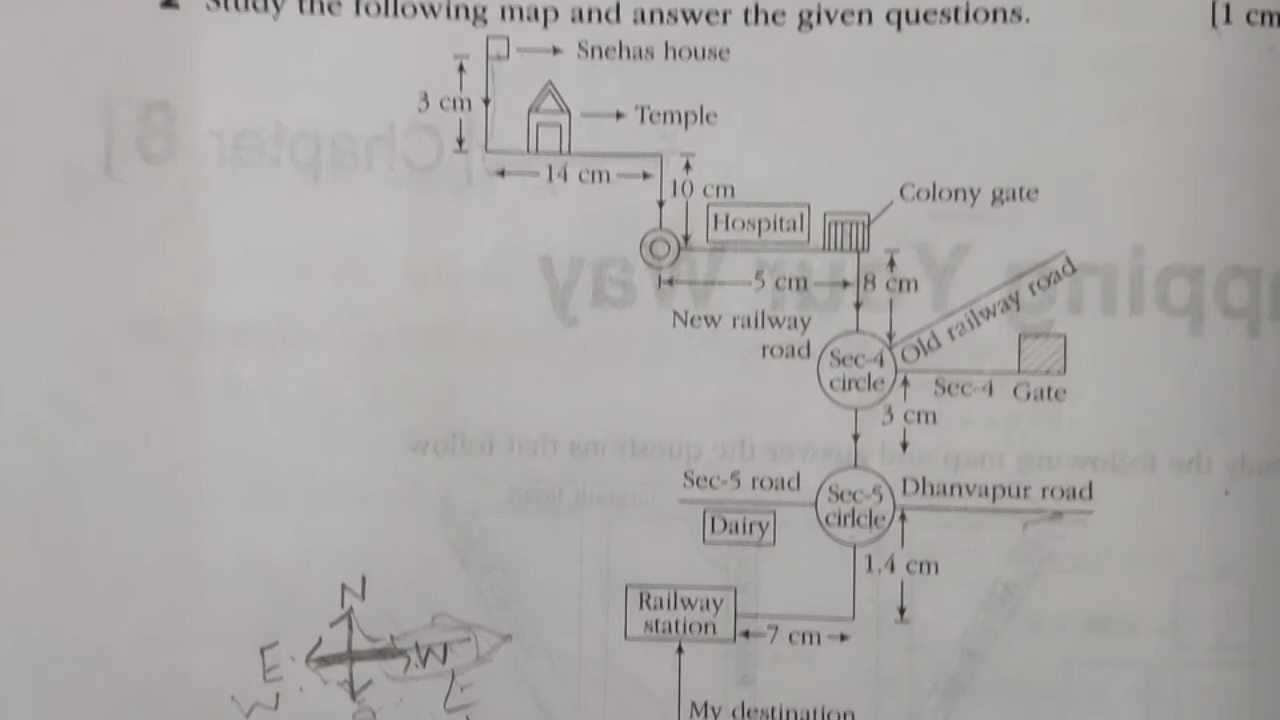 Study the following map and answer the given questions. [1 cm
Snehas house
3 cm
Temple
14 cm
10 cm
Colony gate
Hospital
5 cm
8 cm
New railway
road
Old railway road
Sec-4
circle
Sec-4 Gate
3 cm
Sec-5 road
Sec-5
cirlcle
Dhanvapur road
Dairy
1.4 cm
Railway
station
7 cm
My destination
N
E
W
W
E